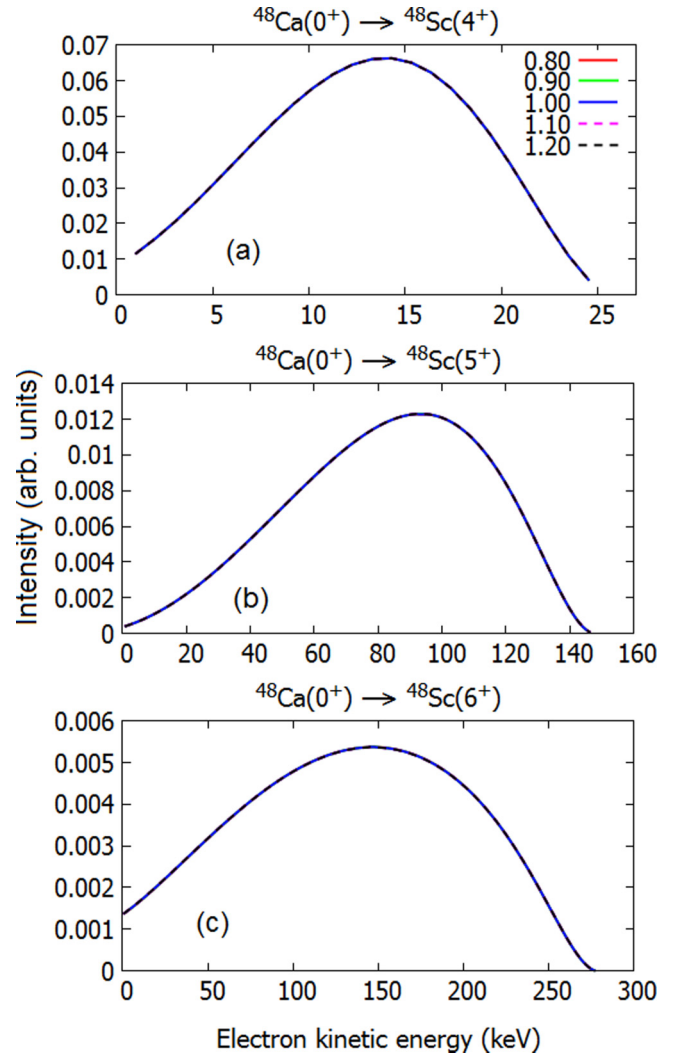 ⁴⁸Ca(0⁺) → ⁴⁸Sc(4⁺)
0.07
0.06
0.05
0.04
0.03
0.02
0.01
0
0.80
0.90
1.00
1.10
1.20
(a)
0 5 10 15 20 25
⁴⁸Ca(0⁺) → ⁴⁸Sc(5⁺)
Intensity (arb. units)
0.014
0.012
0.01
0.008
0.006
0.004
0.002
0
(b)
0 20 40 60 80 100 120 140 160
⁴⁸Ca(0⁺) → ⁴⁸Sc(6⁺)
0.006
0.005
0.004
0.003
0.002
0.001
0
(c)
0 50 100 150 200 250 300
Electron kinetic energy (keV)